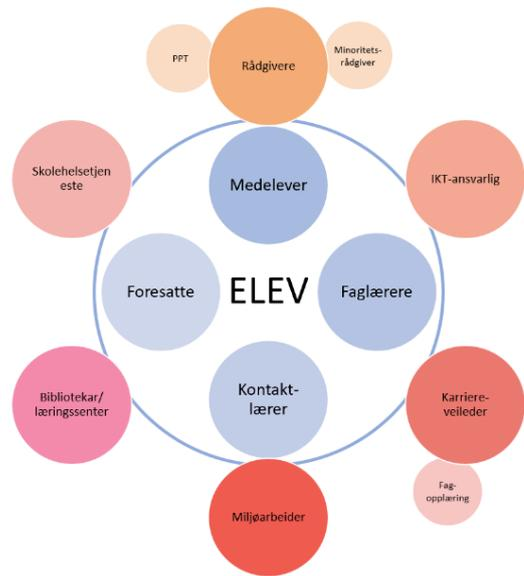 PPT
Rådgivere
Minoritets-
rådgiver
Skolehelsetjen
este
Medelever
IKT-ansvarlig
Foresatte
ELEV
Faglærere
Bibliotekar/
læringssenter
Kontakt-
lærer
Karriere-
veileder
Fag-
opplæring
Miljøarbeider